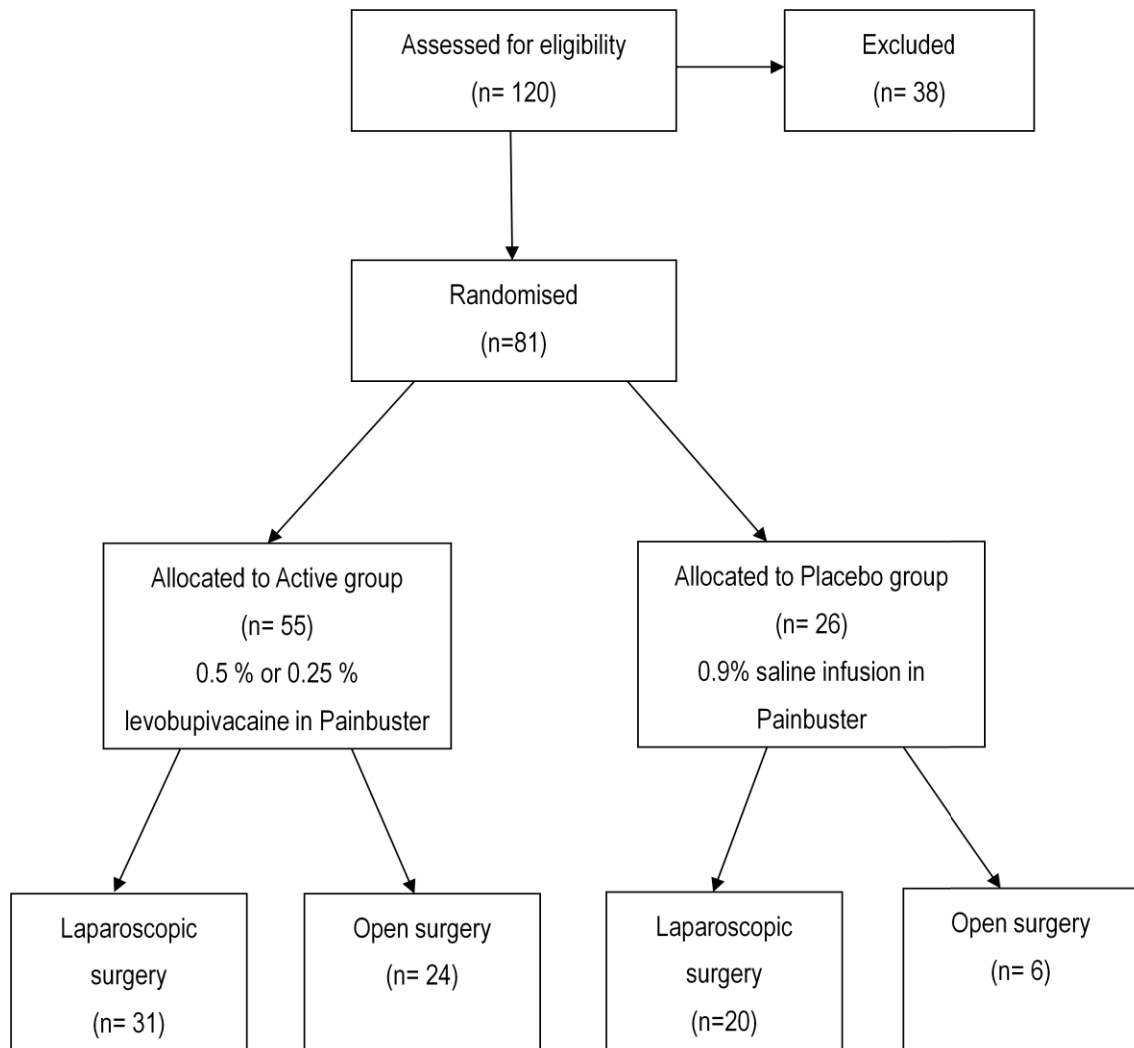 Assessed for eligibility
(n= 120)
Excluded
(n= 38)
Randomised
(n=81)
Allocated to Active group
(n= 55)
0.5 % or 0.25 %
levobupivacaine in Painbuster
Allocated to Placebo group
(n= 26)
0.9% saline infusion in
Painbuster
Laparoscopic
surgery
(n= 31)
Open surgery
(n= 24)
Laparoscopic
surgery
(n=20)
Open surgery
(n= 6)